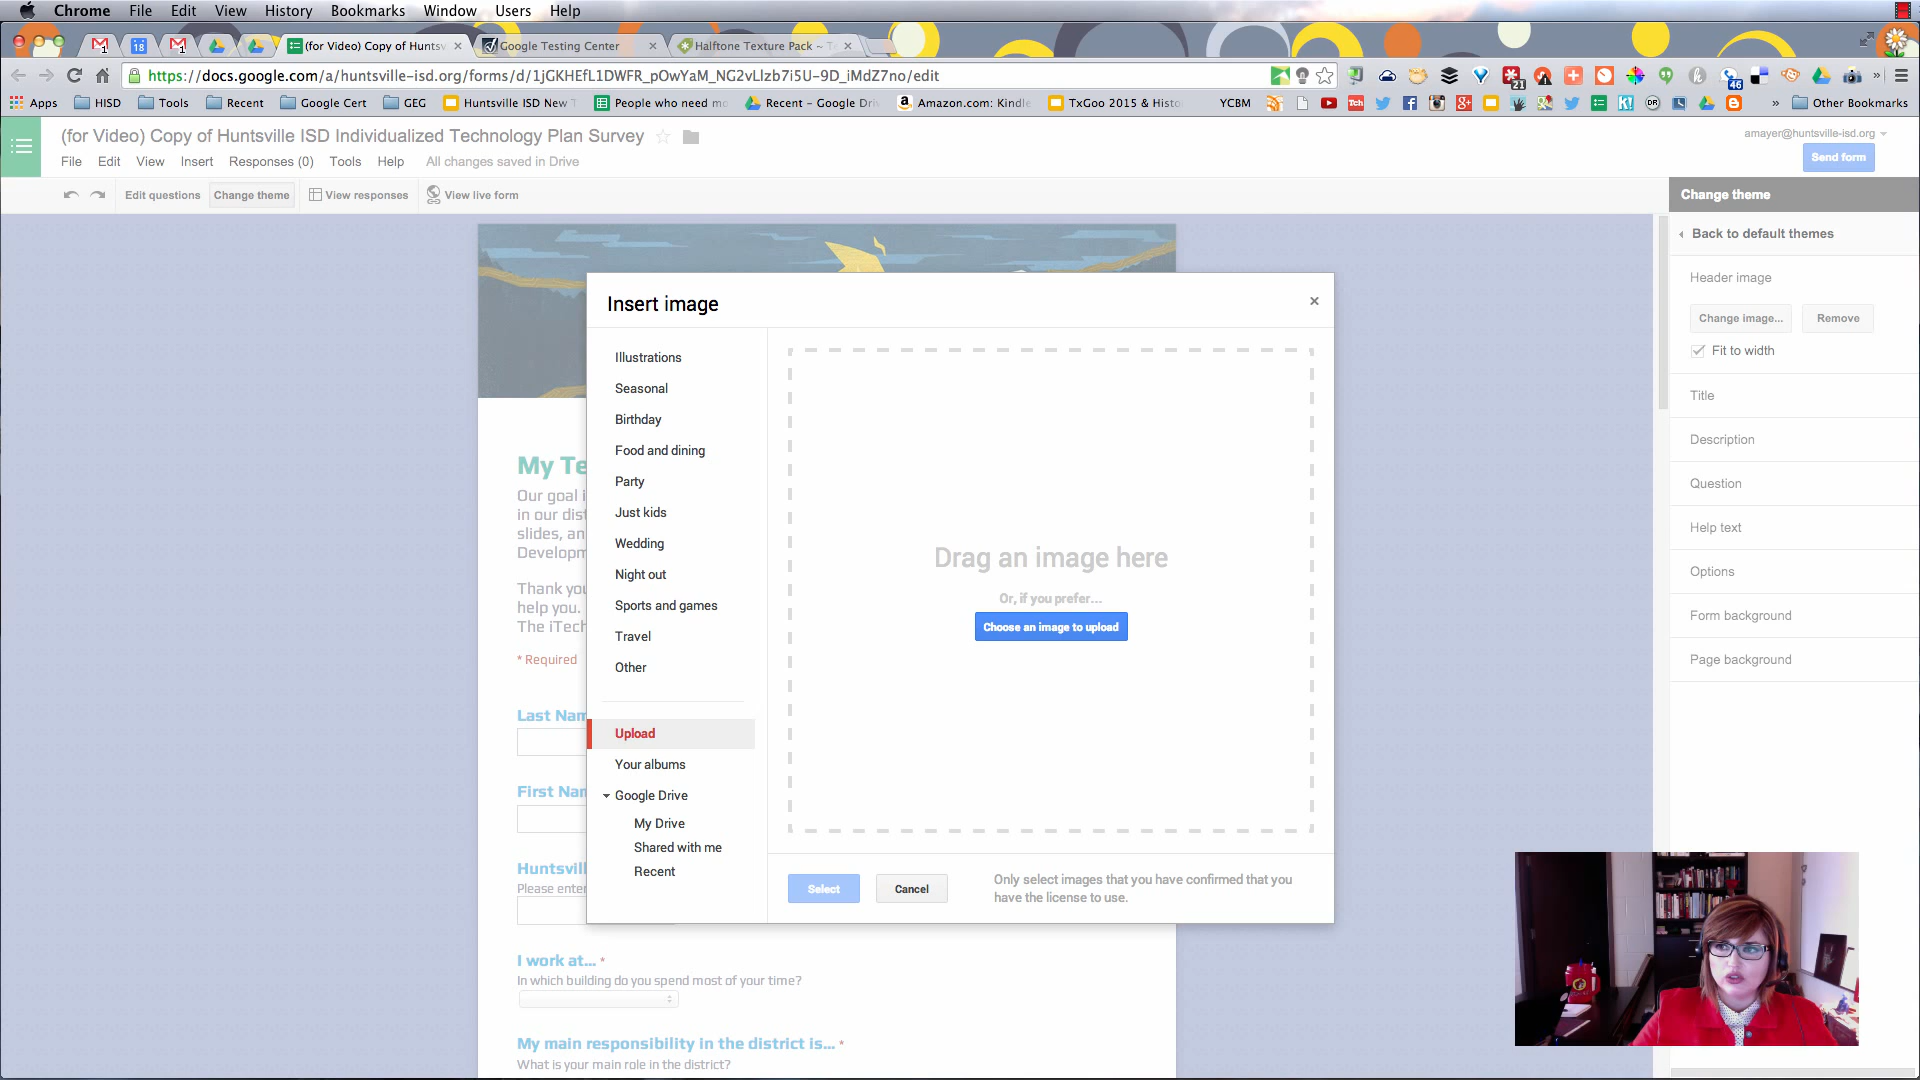 Chrome File Edit View History Bookmarks Window Users Help
1 18 1 (for Video) Copy of Huntsv Google Testing Center Halftone Texture Pack ~
https://docs.google.com/a/huntsville-isd.org/forms/d/1jGKHEfL1DWFR_pOwYaM_NG2vLlzb7i5U-9D_iMdZ7no/edit 21 46 »
Apps HISD Tools Recent Google Cert GEG Huntsville ISD New People who need Recent – Google Amazon.com: Kindle TxGoo 2015 & YCBM Tch DR » Other Bookmarks
(for Video) Copy of Huntsville ISD Individualized Technology Plan Survey
amayer@huntsville-isd.org
File Edit View Insert Responses (0) Tools Help All changes saved in Drive
Send form
Edit questions Change theme View responses View live form
Change theme
Back to default themes
Header image
Change image... Remove
Fit to width
Title
Description
Question
Help text
Options
Form background
Page background
Insert image ×
Illustrations
Seasonal
Birthday
Food and dining
Party
Just kids
Wedding
Night out
Sports and games
Travel
Other
Upload
Your albums
Google Drive
My Drive
Shared with me
Recent
Drag an image here
Or, if you prefer...
Choose an image to upload
Select Cancel
Only select images that you have confirmed that you
have the license to use.
My Te
Our goal i
in our dist
slides, an
Developm
Thank you
help you.
The iTech
* Required
Last Nam
First Nam
Huntsvill
Please enter
I work at... *
In which building do you spend most of your time?
My main responsibility in the district is... *
What is your main role in the district?